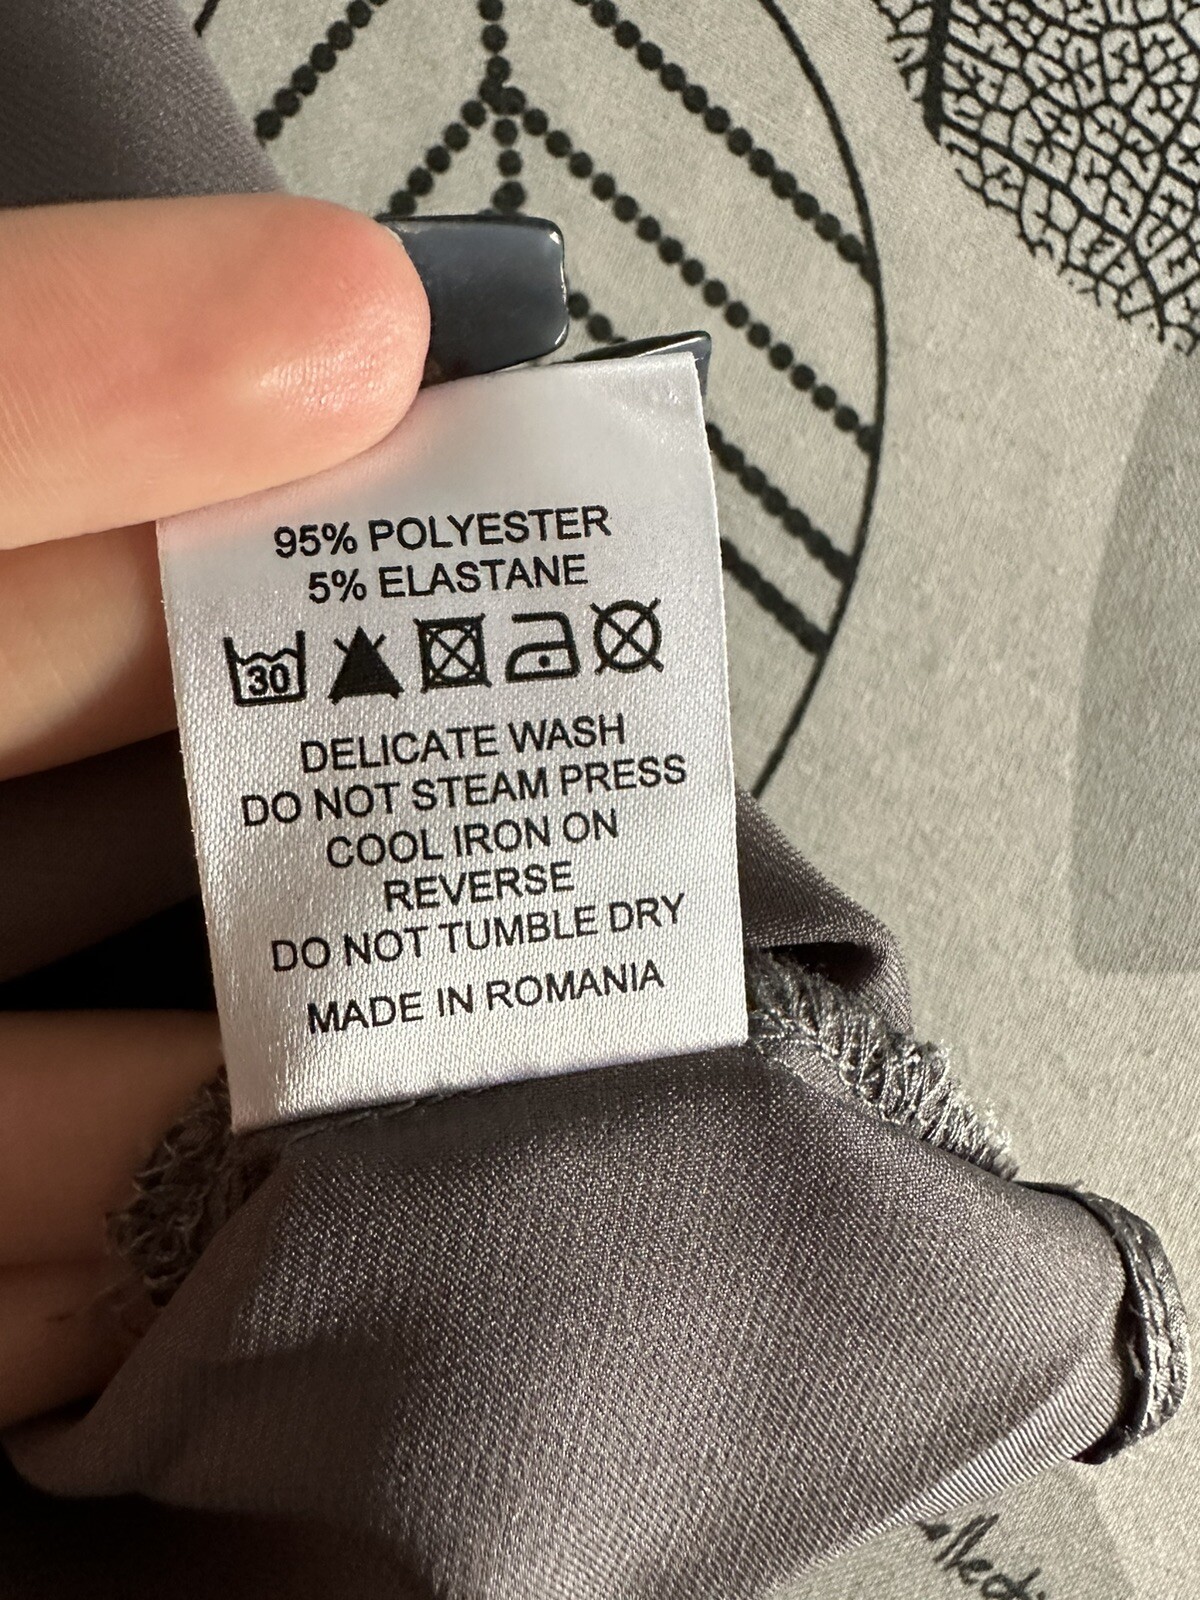 95% POLYESTER
5% ELASTANE
30
DELICATE WASH
DO NOT STEAM PRESS
COOL IRON ON
REVERSE
DO NOT TUMBLE DRY
MADE IN ROMANIA